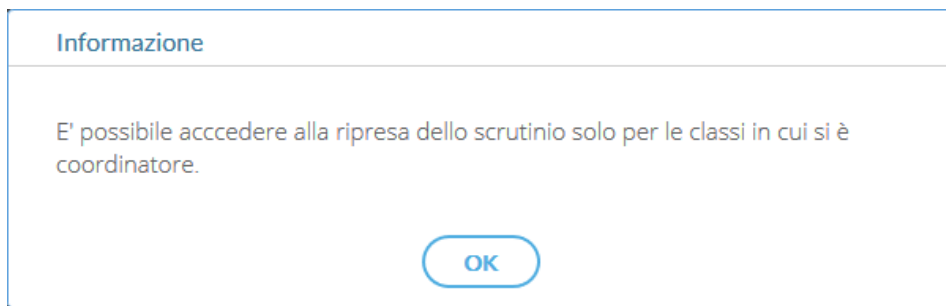 Informazione
E' possibile acccedere alla ripresa dello scrutinio solo per le classi in cui si è
coordinatore.
OK